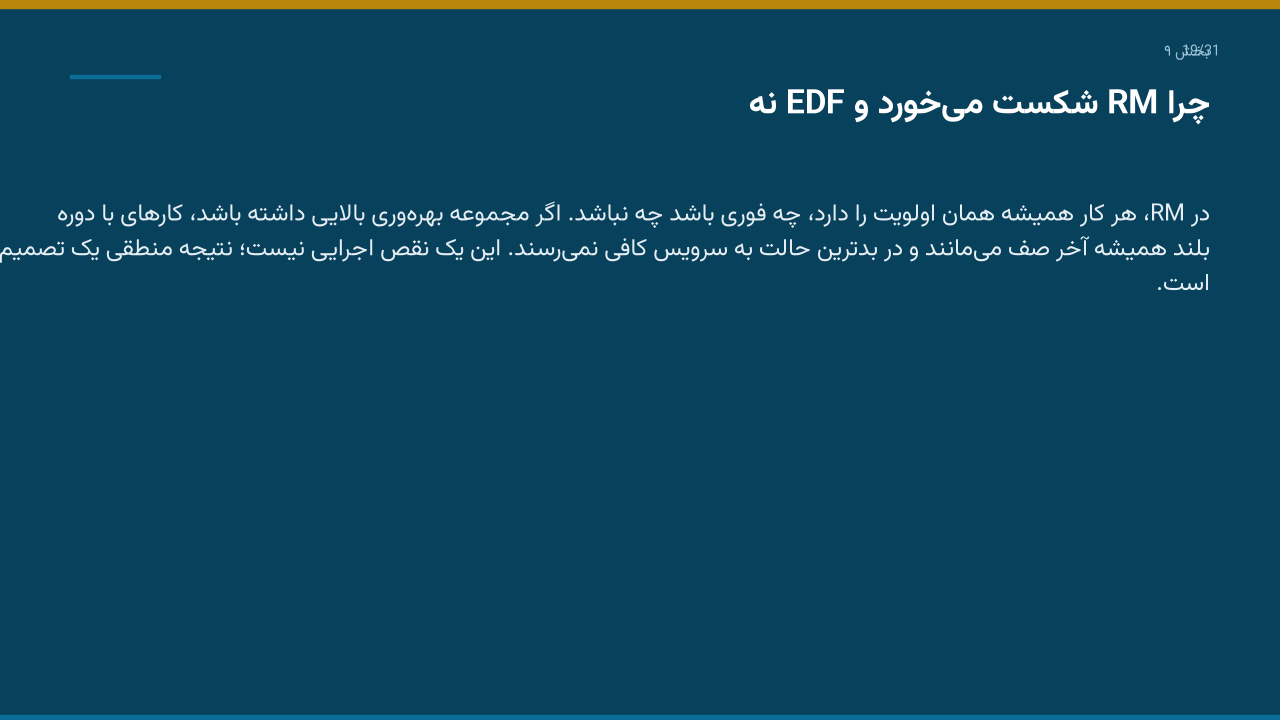 بخش ۹
19/31
چرا RM شکست می‌خورد و EDF نه
در RM، هر کار همیشه همان اولویت را دارد، چه فوری باشد چه نباشد. اگر مجموعه بهره‌وری بالایی داشته باشد، کارهای با دوره
بلند همیشه آخر صف می‌مانند و در بدترین حالت به سرویس کافی نمی‌رسند. این یک نقص اجرایی نیست؛ نتیجه منطقی یک تصمیم
است.